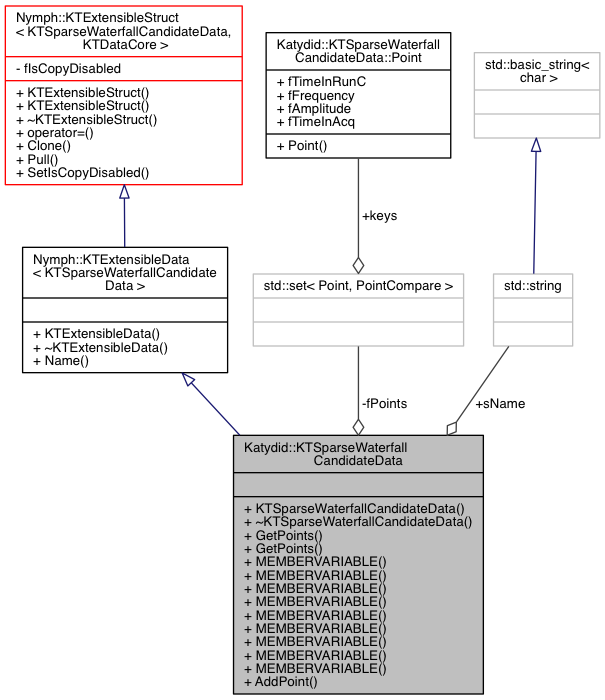 Nymph::KTExtensibleStruct
< KTSparseWaterfallCandidateData,
KTDataCore >
- fIsCopyDisabled
+ KTExtensibleStruct()
+ KTExtensibleStruct()
+ ~KTExtensibleStruct()
+ operator=()
+ Clone()
+ Pull()
+ SetIsCopyDisabled()
Katydid::KTSparseWaterfall
CandidateData::Point
+ fTimeInRunC
+ fFrequency
+ fAmplitude
+ fTimeInAcq
+ Point()
std::basic_string<
char >
+keys
Nymph::KTExtensibleData
< KTSparseWaterfallCandidate
Data >
+ KTExtensibleData()
+ ~KTExtensibleData()
+ Name()
std::set< Point, PointCompare >
std::string
-fPoints
+sName
Katydid::KTSparseWaterfall
CandidateData
+ KTSparseWaterfallCandidateData()
+ ~KTSparseWaterfallCandidateData()
+ GetPoints()
+ GetPoints()
+ MEMBERVARIABLE()
+ MEMBERVARIABLE()
+ MEMBERVARIABLE()
+ MEMBERVARIABLE()
+ MEMBERVARIABLE()
+ MEMBERVARIABLE()
+ MEMBERVARIABLE()
+ MEMBERVARIABLE()
+ MEMBERVARIABLE()
+ AddPoint()